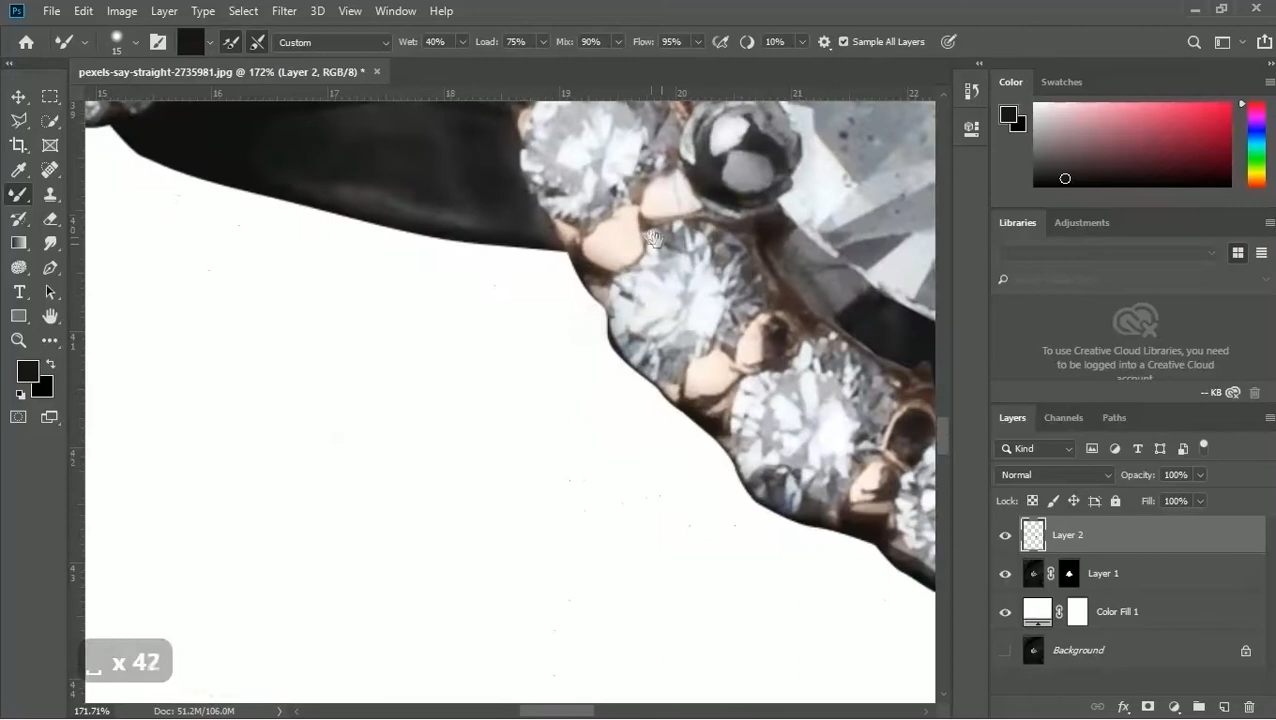 Ps File Edit Image Layer Type Select Filter 3D View Window Help
15 Custom Wet: 40% Load: 75% Mix: 90% Flow: 95% 10% Sample All Layers
pexels-say-straight-2735981.jpg @ 172% (Layer 2, RGB/8) * ×
15 16 17 18 19 20 21 22
Color Swatches
Libraries Adjustments
To use Creative Cloud Libraries, you
need to be logged into a Creative Cloud
account.
-- KB
Layers Channels Paths
Kind
Normal Opacity: 100%
Lock: Fill: 100%
Layer 2
Layer 1
Color Fill 1
Background
x 42
171.71% Doc: 51.2M/106.0M